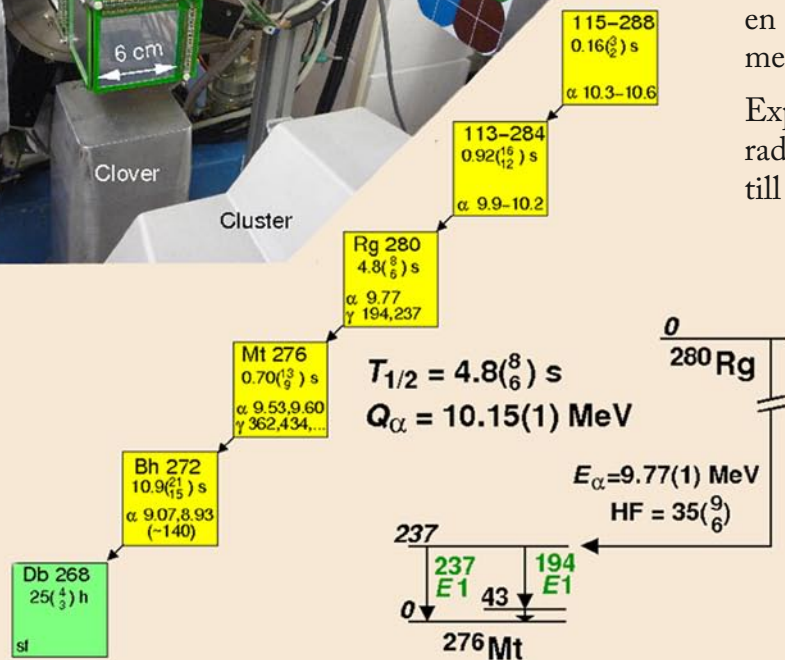 6 cm
Clover
Cluster
en
me
Exp
rad
till
115-288
0.16(3/2) s
α 10.3-10.6
113-284
0.92(16/12) s
α 9.9-10.2
Rg 280
4.8(8/6) s
α 9.77
γ 194,237
Mt 276
0.70(13/9) s
α 9.53,9.60
γ 362,434,...
Bh 272
10.9(21/15) s
α 9.07,8.93
(~140)
Db 268
25(4/3) h
sf
T1/2 = 4.8(8/6) s
Qα = 10.15(1) MeV
0
280Rg
Eα=9.77(1) MeV
HF = 35(9/6)
237
237
E1
194
E1
43
0
276Mt